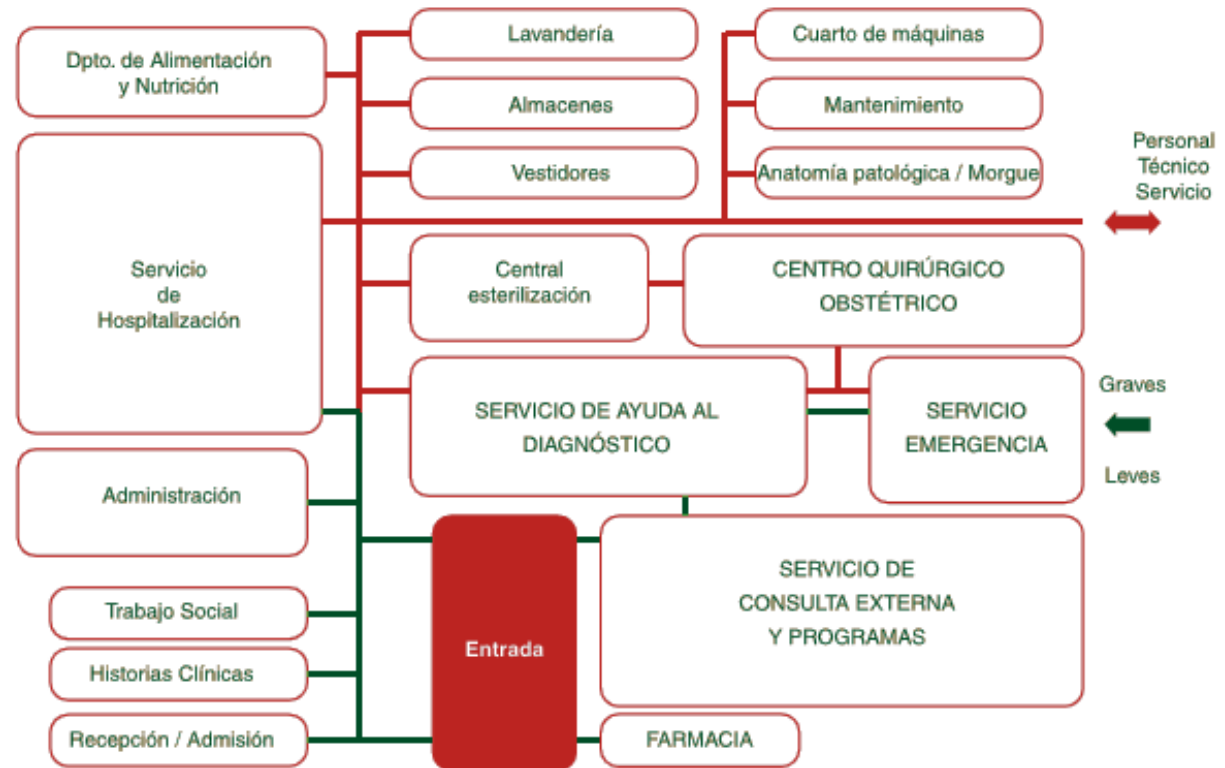 Lavandería
Cuarto de máquinas
Dpto. de Alimentación
y Nutrición
Almacenes
Mantenimiento
Vestidores
Anatomía patológica / Morgue
Personal
Técnico
Servicio
Servicio
de
Hospitalización
Central
esterilización
CENTRO QUIRÚRGICO
OBSTÉTRICO
SERVICIO DE AYUDA AL
DIAGNÓSTICO
SERVICIO
EMERGENCIA
Graves
Leves
Administración
Trabajo Social
Historias Clínicas
Recepción / Admisión
Entrada
SERVICIO DE
CONSULTA EXTERNA
Y PROGRAMAS
FARMACIA